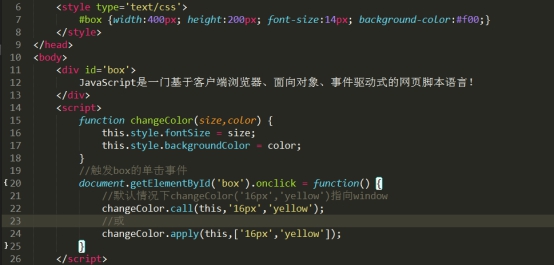 6 <style type='text/css'>
7 #box {width:400px; height:200px; font-size:14px; background-color:#f00;}
8 </style>
9 </head>
10 <body>
11 <div id='box'>
12 JavaScript是一门基于客户端浏览器、面向对象、事件驱动式的网页脚本语言！
13 </div>
14 <script>
15 function changeColor(size,color) {
16 this.style.fontSize = size;
17 this.style.backgroundColor = color;
18 }
19 //触发box的单击事件
20 document.getElementById('box').onclick = function() {
21 //默认情况下changeColor('16px','yellow')指向window
22 changeColor.call(this,'16px','yellow');
23 //或
24 changeColor.apply(this,['16px','yellow']);
25 }
26 </script>